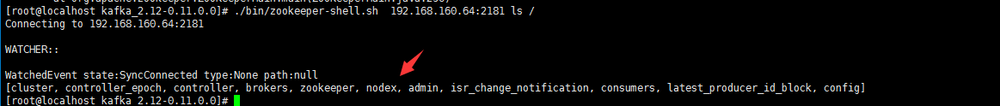 [root@localhost kafka_2.12-0.11.0.0]# ./bin/zookeeper-shell.sh  192.168.160.64:2181 ls /
Connecting to 192.168.160.64:2181
WATCHER::
WatchedEvent state:SyncConnected type:None path:null
[cluster, controller_epoch, controller, brokers, zookeeper, nodex, admin, isr_change_notification, consumers, latest_producer_id_block, config]
[root@localhost kafka_2.12-0.11.0.0]#